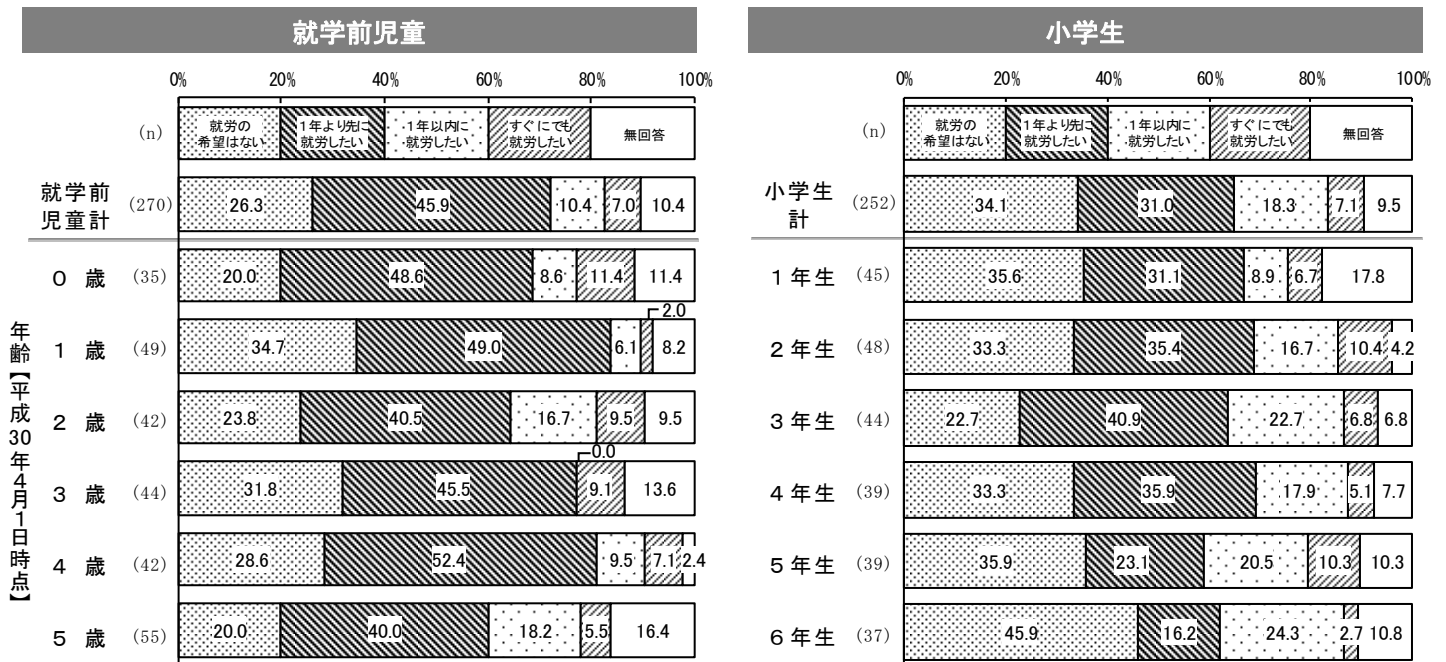 就学前児童
0% 20% 40% 60% 80% 100%
(n)
就労の
希望はない
1年より先に
就労したい
1年以内に
就労したい
すぐにでも
就労したい
無回答
就学前
児童計
(270) 26.3 45.9 10.4 7.0 10.4
年齢【平成30年4月1日時点】
0 歳 (35) 20.0 48.6 8.6 11.4 11.4
1 歳 (49) 34.7 49.0 6.1 2.0 8.2
2 歳 (42) 23.8 40.5 16.7 9.5 9.5
3 歳 (44) 31.8 45.5 0.0 9.1 13.6
4 歳 (42) 28.6 52.4 9.5 7.1 2.4
5 歳 (55) 20.0 40.0 18.2 5.5 16.4
小学生
0% 20% 40% 60% 80% 100%
(n)
就労の
希望はない
1年より先に
就労したい
1年以内に
就労したい
すぐにでも
就労したい
無回答
小学生
計
(252) 34.1 31.0 18.3 7.1 9.5
1年生 (45) 35.6 31.1 8.9 6.7 17.8
2年生 (48) 33.3 35.4 16.7 10.4 4.2
3年生 (44) 22.7 40.9 22.7 6.8 6.8
4年生 (39) 33.3 35.9 17.9 5.1 7.7
5年生 (39) 35.9 23.1 20.5 10.3 10.3
6年生 (37) 45.9 16.2 24.3 2.7 10.8